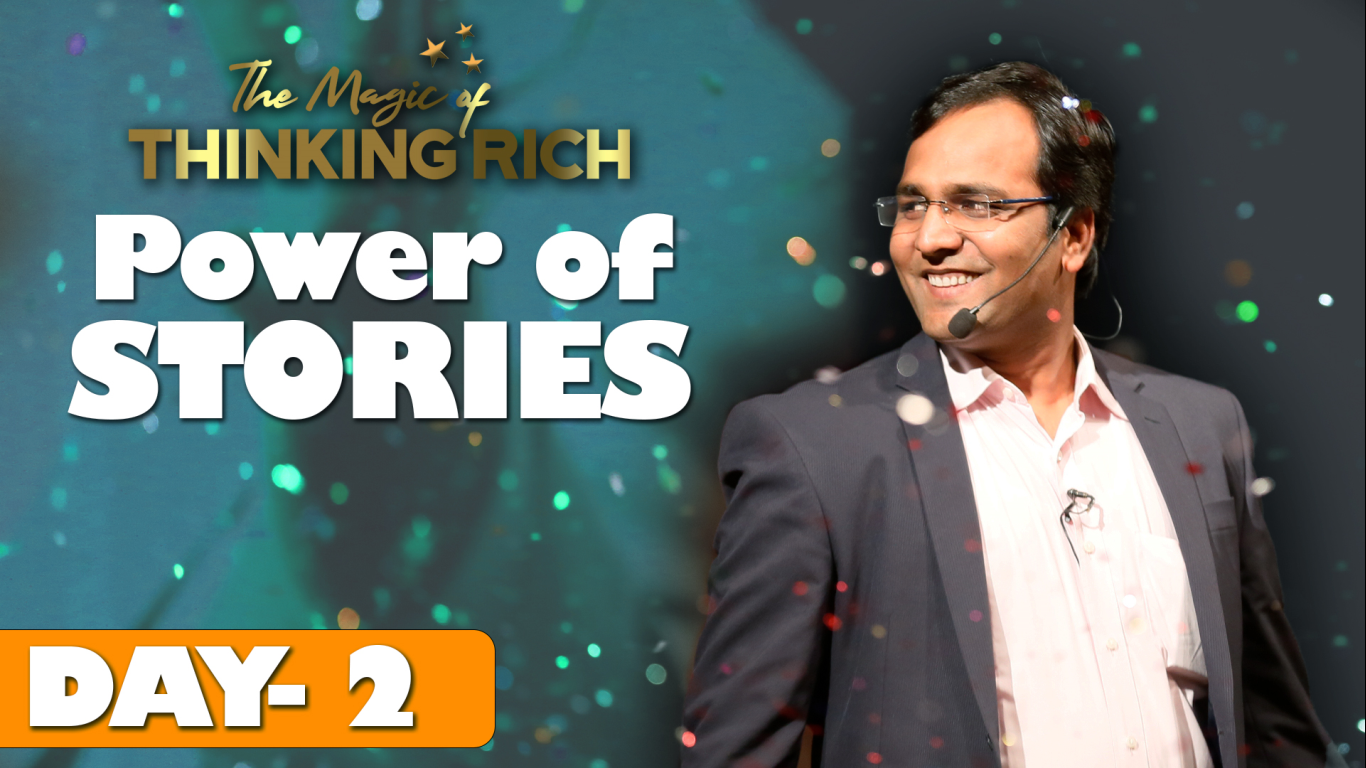 The Magic of
THINKING RICH
Power of
STORIES
DAY- 2